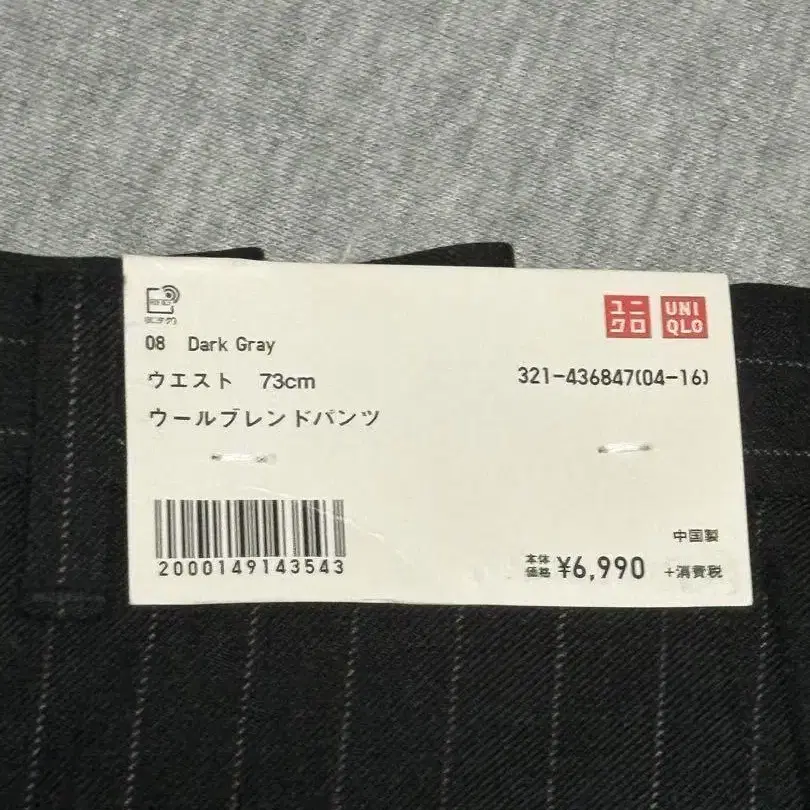 ユニ
クロ
UNI
QLO
08 Dark Gray
ウエスト 73cm
321-436847(04-16)
ウールブレンドパンツ
中国製
2000149143543
本体
価格 ¥6,990 +消費税